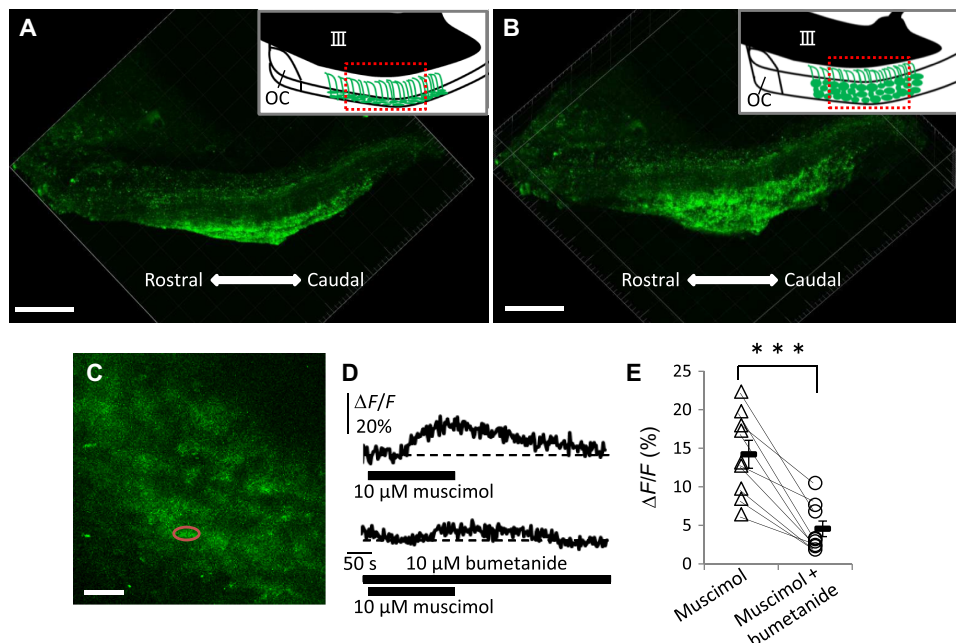 A
III
OC
Rostral
Caudal
B
III
OC
Rostral
Caudal
C
D
ΔF/F
20%
10 μM muscimol
50 s
10 μM bumetanide
10 μM muscimol
E
* * *
25
20
15
10
5
0
ΔF/F (%)
Muscimol
Muscimol +
bumetanide